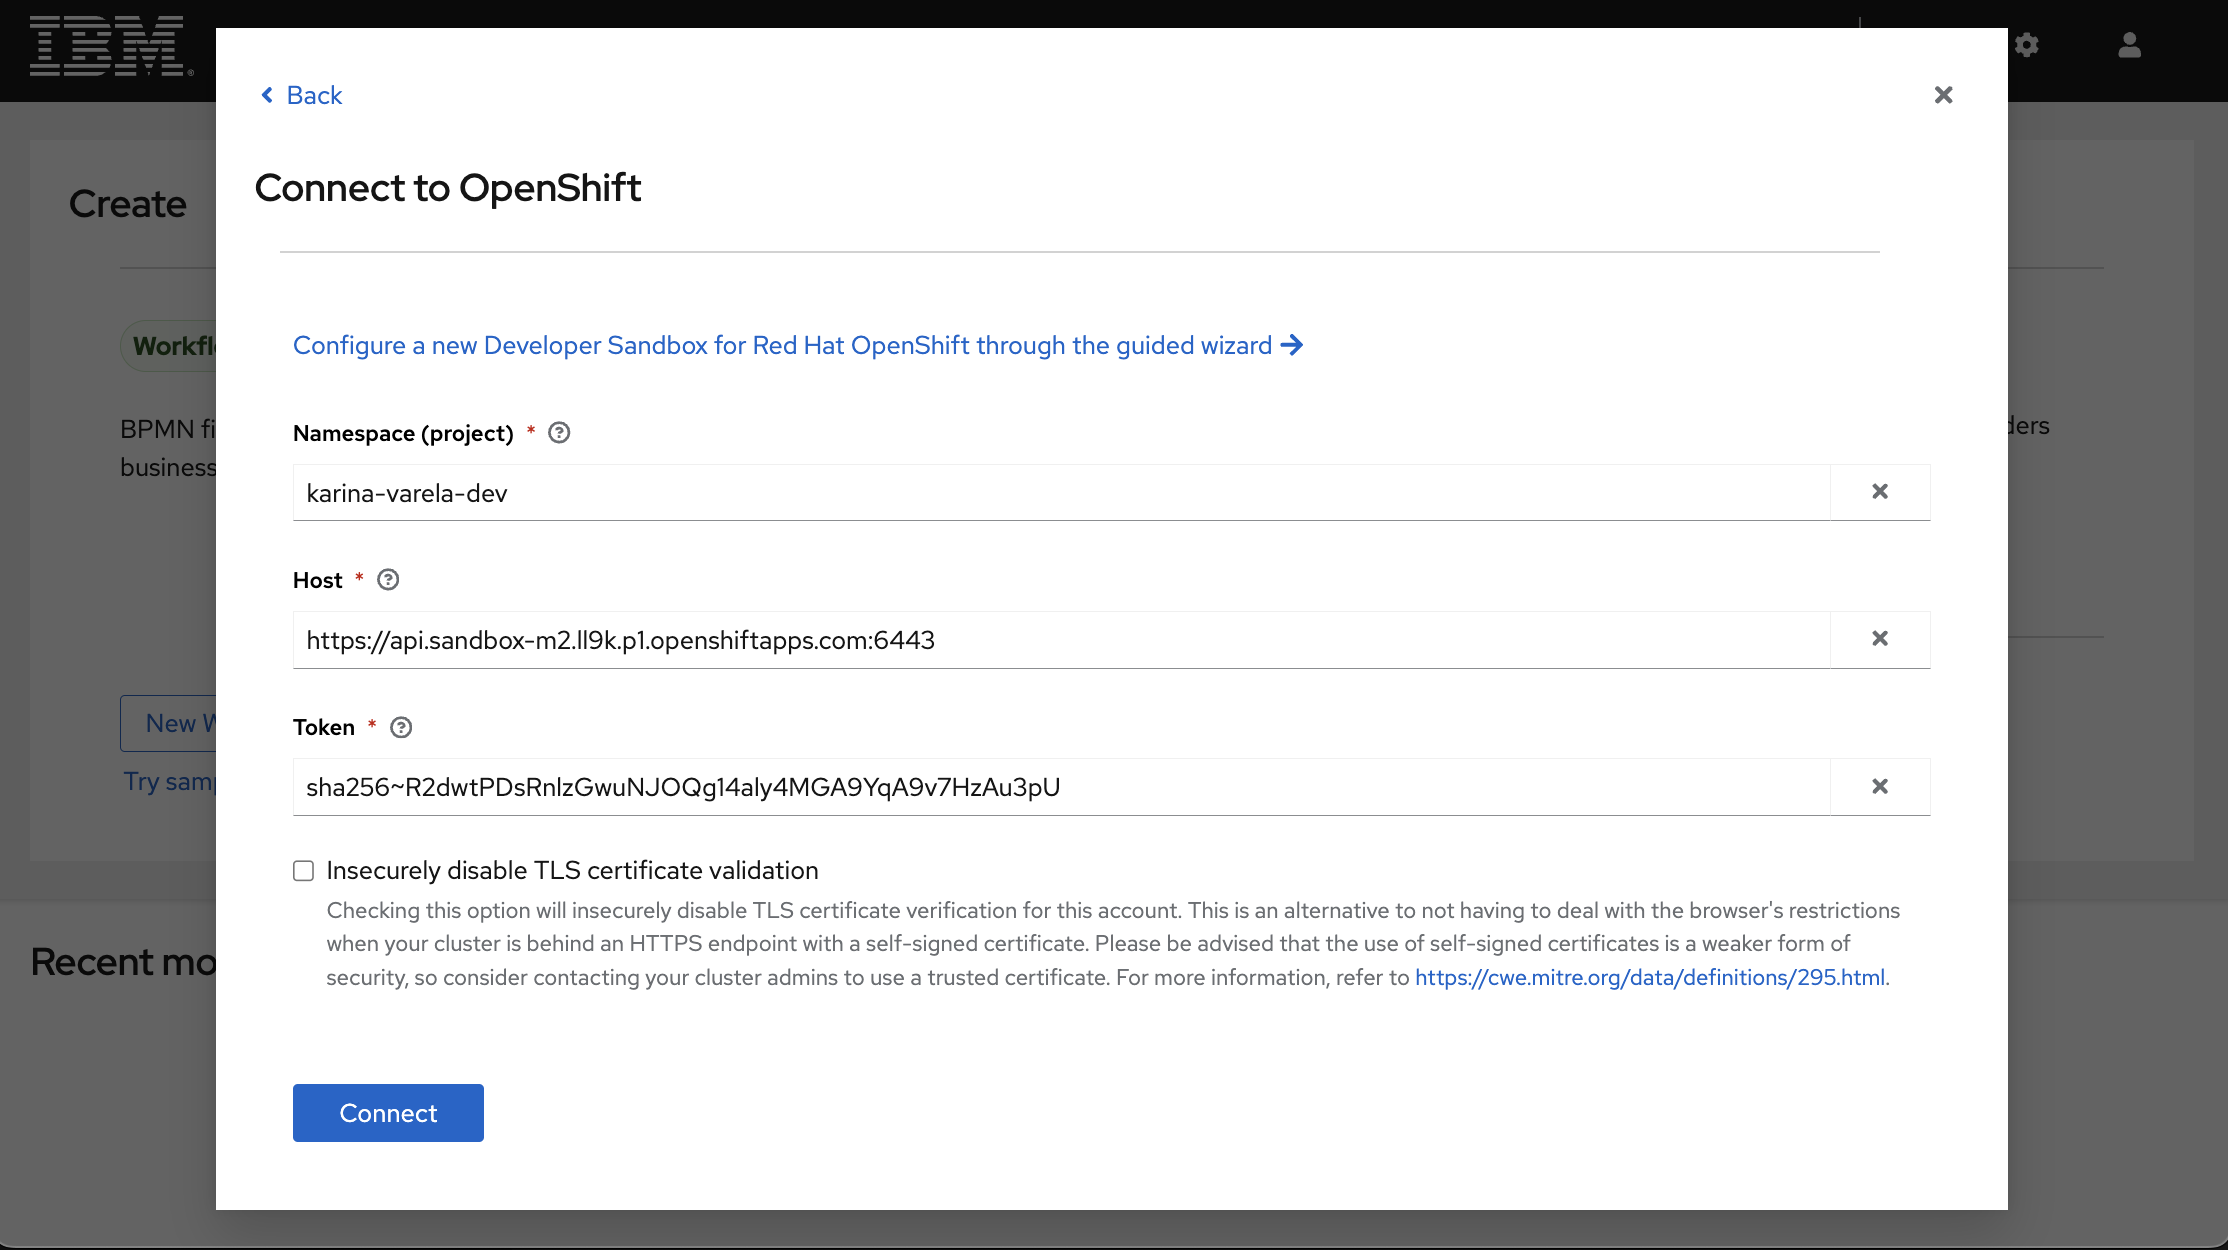 IBM
Back
Connect to OpenShift
Create
Configure a new Developer Sandbox for Red Hat OpenShift through the guided wizard
Workfl
Namespace (project) *
BPMN fi
ders
business
karina-varela-dev
Host *
https://api.sandbox-m2.ll9k.p1.openshiftapps.com:6443
Token *
New W
sha256~R2dwtPDsRnlzGwuNJOQg14aly4MGA9YqA9v7HzAu3pU
Try samp
Insecurely disable TLS certificate validation
Checking this option will insecurely disable TLS certificate verification for this account. This is an alternative to not having to deal with the browser's restrictions
when your cluster is behind an HTTPS endpoint with a self-signed certificate. Please be advised that the use of self-signed certificates is a weaker form of
security, so consider contacting your cluster admins to use a trusted certificate. For more information, refer to https://cwe.mitre.org/data/definitions/295.html.
Recent mo
Connect